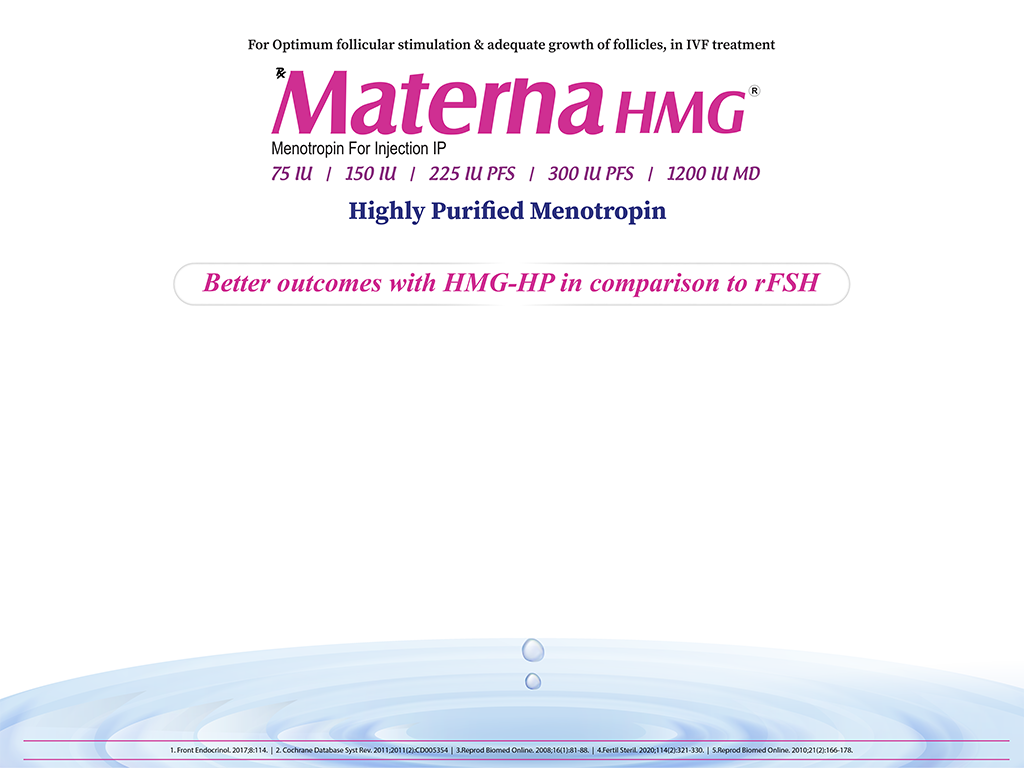 For Optimum follicular stimulation & adequate growth of follicles, in IVF treatment
℞ Materna HMG ®
Menotropin For Injection IP
75 IU / 150 IU / 225 IU PFS / 300 IU PFS / 1200 IU MD
Highly Purified Menotropin
Better outcomes with HMG-HP in comparison to rFSH
1. Front Endocrinol. 2017;8:114. | 2. Cochrane Database Syst Rev. 2011;2011(2):CD005354 | 3.Reprod Biomed Online. 2008;16(1):81-88. | 4.Fertil Steril. 2020;114(2):321-330. | 5.Reprod Biomed Online. 2010;21(2):166-178.